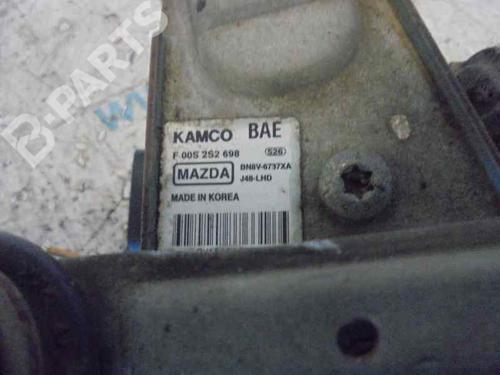 B-PARTS
KAMCO BAE
F 00S 2S2 698 S26
MAZDA BN8V-6737XA
J48-LHD
MADE IN KOREA